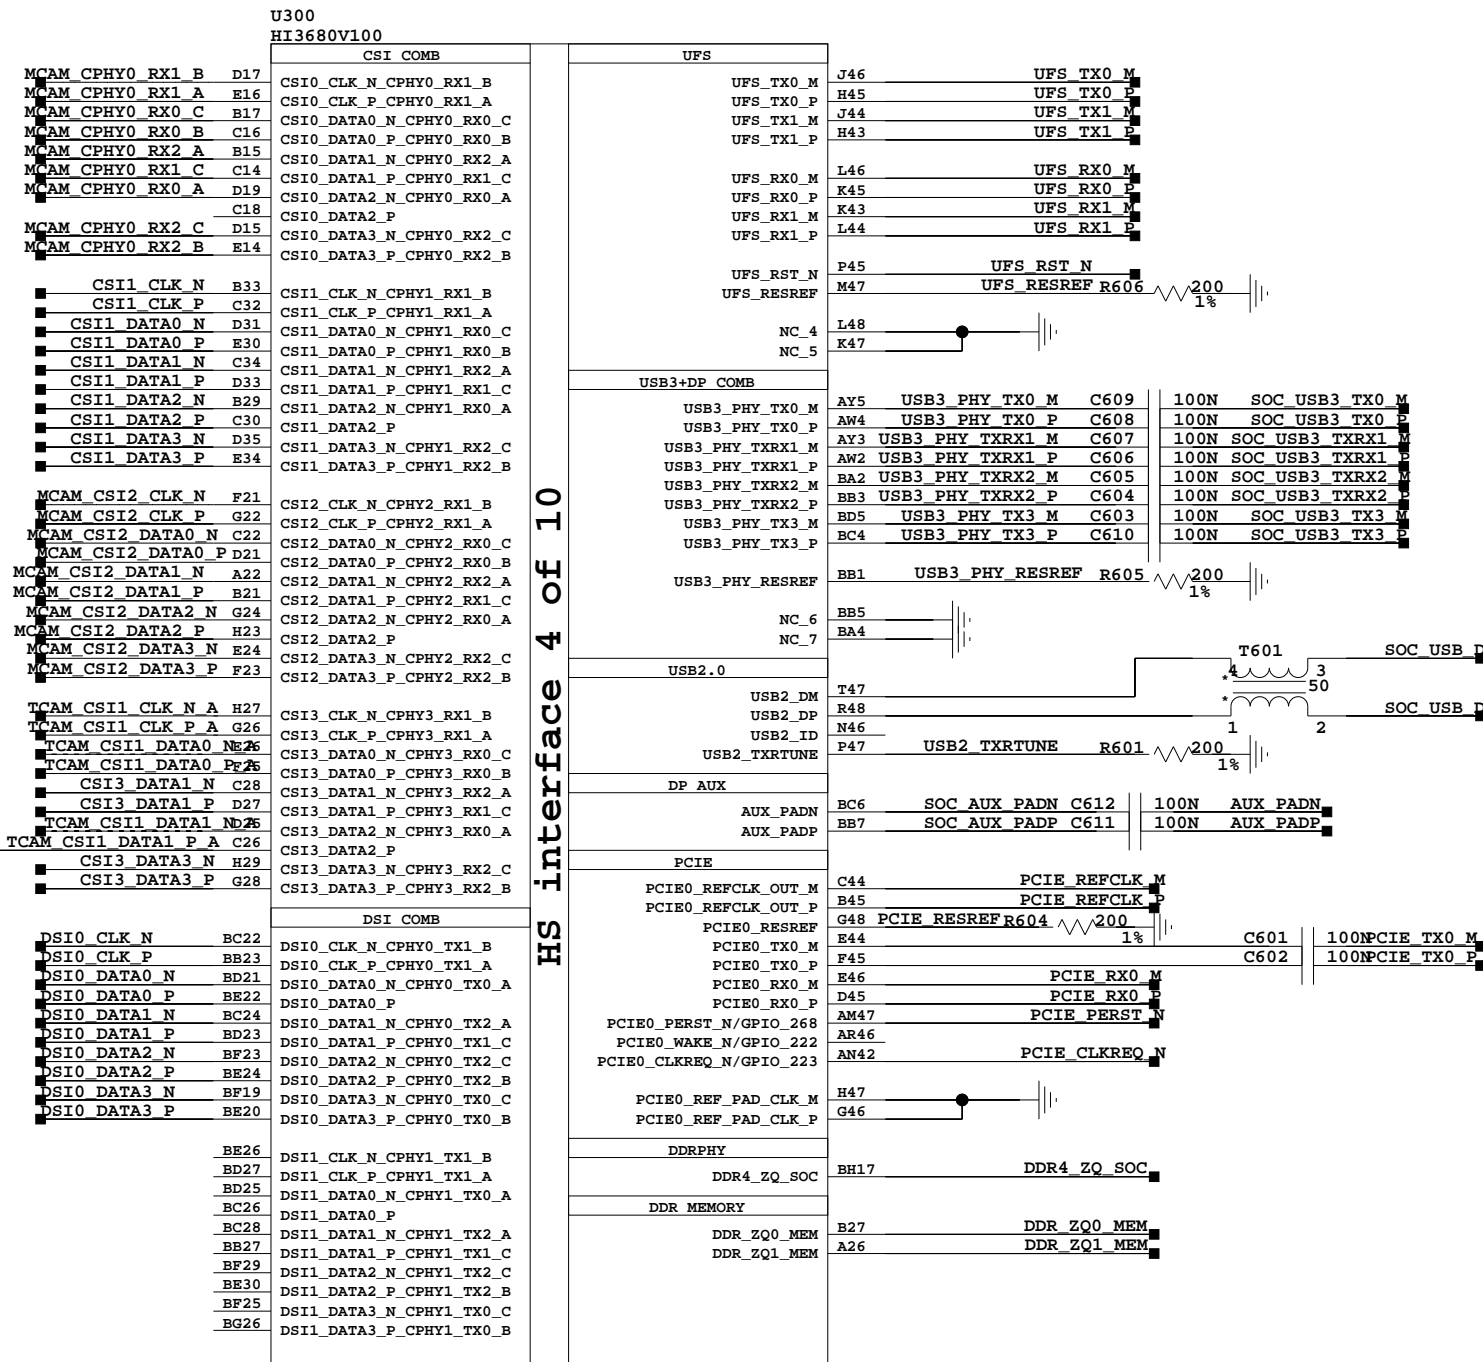 U300
HI3680V100
CSI COMB
MCAM_CPHY0_RX1_B D17 CSI0_CLK_N_CPHY0_RX1_B
MCAM_CPHY0_RX1_A E16 CSI0_CLK_P_CPHY0_RX1_A
MCAM_CPHY0_RX0_C B17 CSI0_DATA0_N_CPHY0_RX0_C
MCAM_CPHY0_RX0_B C16 CSI0_DATA0_P_CPHY0_RX0_B
MCAM_CPHY0_RX2_A B15 CSI0_DATA1_N_CPHY0_RX2_A
MCAM_CPHY0_RX1_C C14 CSI0_DATA1_P_CPHY0_RX1_C
MCAM_CPHY0_RX0_A D19 CSI0_DATA2_N_CPHY0_RX0_A
C18 CSI0_DATA2_P
MCAM_CPHY0_RX2_C D15 CSI0_DATA3_N_CPHY0_RX2_C
MCAM_CPHY0_RX2_B E14 CSI0_DATA3_P_CPHY0_RX2_B
CSI1_CLK_N B33 CSI1_CLK_N_CPHY1_RX1_B
CSI1_CLK_P C32 CSI1_CLK_P_CPHY1_RX1_A
CSI1_DATA0_N D31 CSI1_DATA0_N_CPHY1_RX0_C
CSI1_DATA0_P E30 CSI1_DATA0_P_CPHY1_RX0_B
CSI1_DATA1_N C34 CSI1_DATA1_N_CPHY1_RX2_A
CSI1_DATA1_P D33 CSI1_DATA1_P_CPHY1_RX1_C
CSI1_DATA2_N B29 CSI1_DATA2_N_CPHY1_RX0_A
CSI1_DATA2_P C30 CSI1_DATA2_P
CSI1_DATA3_N D35 CSI1_DATA3_N_CPHY1_RX2_C
CSI1_DATA3_P E34 CSI1_DATA3_P_CPHY1_RX2_B
MCAM_CSI2_CLK_N F21 CSI2_CLK_N_CPHY2_RX1_B
MCAM_CSI2_CLK_P G22 CSI2_CLK_P_CPHY2_RX1_A
MCAM_CSI2_DATA0_N C22 CSI2_DATA0_N_CPHY2_RX0_C
MCAM_CSI2_DATA0_P D21 CSI2_DATA0_P_CPHY2_RX0_B
MCAM_CSI2_DATA1_N A22 CSI2_DATA1_N_CPHY2_RX2_A
MCAM_CSI2_DATA1_P B21 CSI2_DATA1_P_CPHY2_RX1_C
MCAM_CSI2_DATA2_N G24 CSI2_DATA2_N_CPHY2_RX0_A
MCAM_CSI2_DATA2_P H23 CSI2_DATA2_P
MCAM_CSI2_DATA3_N E24 CSI2_DATA3_N_CPHY2_RX2_C
MCAM_CSI2_DATA3_P F23 CSI2_DATA3_P_CPHY2_RX2_B
TCAM_CSI1_CLK_N_A H27 CSI3_CLK_N_CPHY3_RX1_B
TCAM_CSI1_CLK_P_A G26 CSI3_CLK_P_CPHY3_RX1_A
TCAM_CSI1_DATA0_N_A E26 CSI3_DATA0_N_CPHY3_RX0_C
TCAM_CSI1_DATA0_P_A F25 CSI3_DATA0_P_CPHY3_RX0_B
CSI3_DATA1_N C28 CSI3_DATA1_N_CPHY3_RX2_A
CSI3_DATA1_P D27 CSI3_DATA1_P_CPHY3_RX1_C
TCAM_CSI1_DATA1_N_A D25 CSI3_DATA2_N_CPHY3_RX0_A
TCAM_CSI1_DATA1_P_A C26 CSI3_DATA2_P
CSI3_DATA3_N H29 CSI3_DATA3_N_CPHY3_RX2_C
CSI3_DATA3_P G28 CSI3_DATA3_P_CPHY3_RX2_B
DSI COMB
DSI0_CLK_N BC22 DSI0_CLK_N_CPHY0_TX1_B
DSI0_CLK_P BB23 DSI0_CLK_P_CPHY0_TX1_A
DSI0_DATA0_N BD21 DSI0_DATA0_N_CPHY0_TX0_A
DSI0_DATA0_P BE22 DSI0_DATA0_P
DSI0_DATA1_N BC24 DSI0_DATA1_N_CPHY0_TX2_A
DSI0_DATA1_P BD23 DSI0_DATA1_P_CPHY0_TX1_C
DSI0_DATA2_N BF23 DSI0_DATA2_N_CPHY0_TX2_C
DSI0_DATA2_P BE24 DSI0_DATA2_P_CPHY0_TX2_B
DSI0_DATA3_N BF19 DSI0_DATA3_N_CPHY0_TX0_C
DSI0_DATA3_P BE20 DSI0_DATA3_P_CPHY0_TX0_B
BE26 DSI1_CLK_N_CPHY1_TX1_B
BD27 DSI1_CLK_P_CPHY1_TX1_A
BD25 DSI1_DATA0_N_CPHY1_TX0_A
BC26 DSI1_DATA0_P
BC28 DSI1_DATA1_N_CPHY1_TX2_A
BB27 DSI1_DATA1_P_CPHY1_TX1_C
BF29 DSI1_DATA2_N_CPHY1_TX2_C
BE30 DSI1_DATA2_P_CPHY1_TX2_B
BF25 DSI1_DATA3_N_CPHY1_TX0_C
BG26 DSI1_DATA3_P_CPHY1_TX0_B
HS interface 4 of 10
UFS
UFS_TX0_M J46 UFS_TX0_M
UFS_TX0_P H45 UFS_TX0_P
UFS_TX1_M J44 UFS_TX1_M
UFS_TX1_P H43 UFS_TX1_P
UFS_RX0_M L46 UFS_RX0_M
UFS_RX0_P K45 UFS_RX0_P
UFS_RX1_M K43 UFS_RX1_M
UFS_RX1_P L44 UFS_RX1_P
UFS_RST_N P45 UFS_RST_N
UFS_RESREF M47 UFS_RESREF R606 200
1%
NC_4 L48
NC_5 K47
USB3+DP COMB
USB3_PHY_TX0_M AY5 USB3_PHY_TX0_M C609 100N SOC_USB3_TX0_M
USB3_PHY_TX0_P AW4 USB3_PHY_TX0_P C608 100N SOC_USB3_TX0_P
USB3_PHY_TXRX1_M AY3 USB3_PHY_TXRX1_M C607 100N SOC_USB3_TXRX1_M
USB3_PHY_TXRX1_P AW2 USB3_PHY_TXRX1_P C606 100N SOC_USB3_TXRX1_P
USB3_PHY_TXRX2_M BA2 USB3_PHY_TXRX2_M C605 100N SOC_USB3_TXRX2_M
USB3_PHY_TXRX2_P BB3 USB3_PHY_TXRX2_P C604 100N SOC_USB3_TXRX2_P
USB3_PHY_TX3_M BD5 USB3_PHY_TX3_M C603 100N SOC_USB3_TX3_M
USB3_PHY_TX3_P BC4 USB3_PHY_TX3_P C610 100N SOC_USB3_TX3_P
USB3_PHY_RESREF BB1 USB3_PHY_RESREF R605 200
1%
NC_6 BB5
NC_7 BA4
USB2.0
T601 SOC_USB_D
4 3
50
USB2_DM T47
USB2_DP R48 SOC_USB_D
1 2
USB2_ID N46
USB2_TXRTUNE P47 USB2_TXRTUNE R601 200
1%
DP AUX
AUX_PADN BC6 SOC_AUX_PADN C612 100N AUX_PADN
AUX_PADP BB7 SOC_AUX_PADP C611 100N AUX_PADP
PCIE
PCIE0_REFCLK_OUT_M C44 PCIE_REFCLK_M
PCIE0_REFCLK_OUT_P B45 PCIE_REFCLK_P
PCIE0_RESREF G48 PCIE_RESREF R604 200
1%
PCIE0_TX0_M E44 C601 100N PCIE_TX0_M
PCIE0_TX0_P F45 C602 100N PCIE_TX0_P
PCIE0_RX0_M E46 PCIE_RX0_M
PCIE0_RX0_P D45 PCIE_RX0_P
PCIE0_PERST_N/GPIO_268 AM47 PCIE_PERST_N
PCIE0_WAKE_N/GPIO_222 AR46
PCIE0_CLKREQ_N/GPIO_223 AN42 PCIE_CLKREQ_N
PCIE0_REF_PAD_CLK_M H47
PCIE0_REF_PAD_CLK_P G46
DDRPHY
DDR4_ZQ_SOC BH17 DDR4_ZQ_SOC
DDR MEMORY
DDR_ZQ0_MEM B27 DDR_ZQ0_MEM
DDR_ZQ1_MEM A26 DDR_ZQ1_MEM